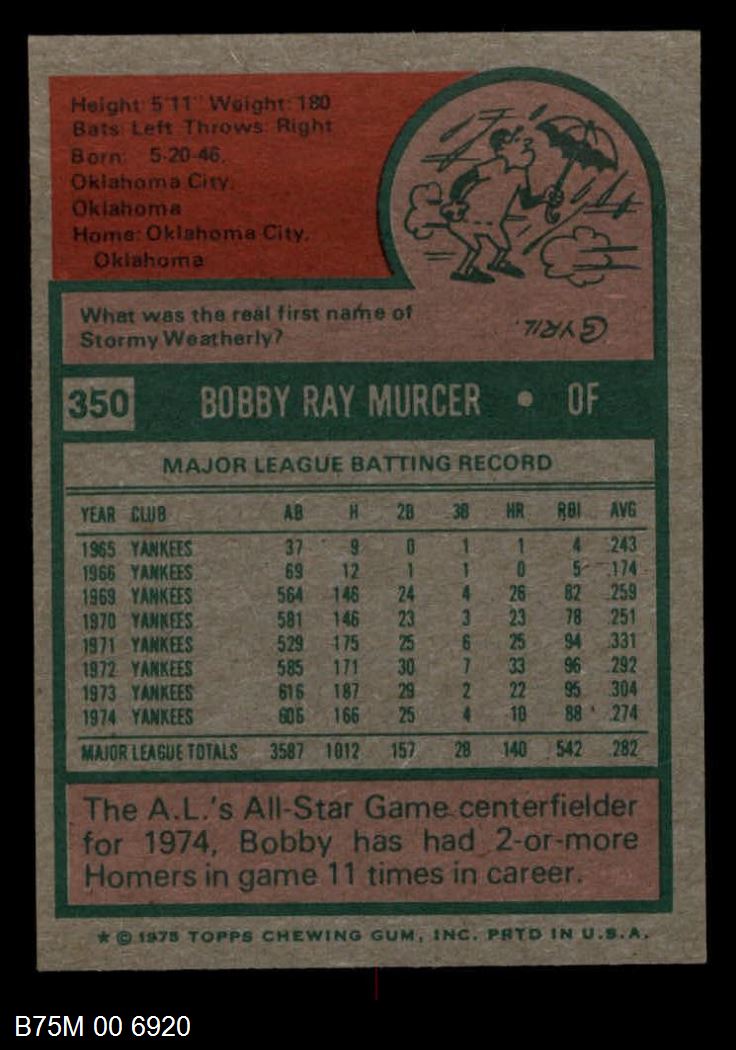 Height: 5'11" Weight: 180
Bats: Left Throws: Right
Born: 5-20-46,
Oklahoma City,
Oklahoma
Home: Oklahoma City,
Oklahoma
What was the real first name of
Stormy Weatherly?
CYRIL.
350 BOBBY RAY MURCER • OF
MAJOR LEAGUE BATTING RECORD
YEAR CLUB AB H 2B 3B HR RBI AVG
1965 YANKEES 37 9 0 1 1 4 .243
1966 YANKEES 69 12 1 1 0 5 .174
1969 YANKEES 564 146 24 4 26 82 .259
1970 YANKEES 581 146 23 3 23 78 .251
1971 YANKEES 529 175 25 6 25 94 .331
1972 YANKEES 585 171 30 7 33 96 .292
1973 YANKEES 616 187 29 2 22 95 .304
1974 YANKEES 606 166 25 4 10 88 .274
MAJOR LEAGUE TOTALS 3587 1012 157 28 140 542 .282
The A.L.'s All-Star Game centerfielder
for 1974, Bobby has had 2-or-more
Homers in game 11 times in career.
★ © 1975 TOPPS CHEWING GUM, INC. PRTD IN U.S.A.
B75M 00 6920